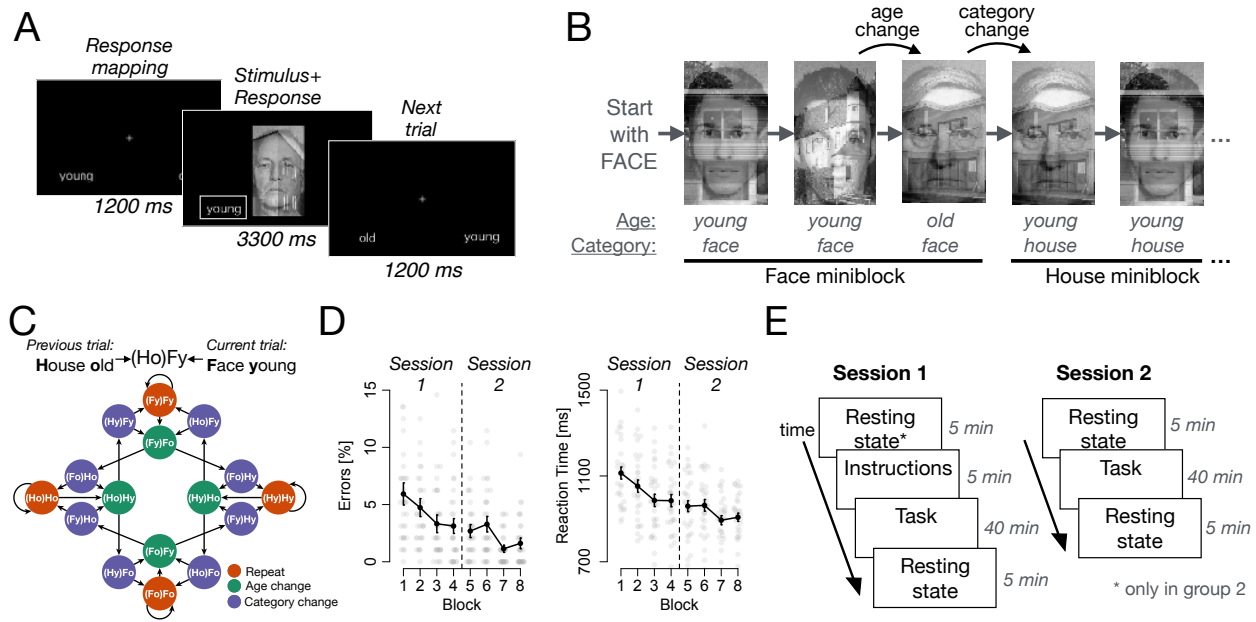 A
Response
mapping
Stimulus+
Response
Next
trial
young
young
old
young
1200 ms
3300 ms
1200 ms
B
age
change
category
change
Start
with
FACE
...
Age:
young
young
old
young
young
Category:
face
face
face
house
house
...
Face miniblock
House miniblock
C
Previous trial:
House old
(Ho)Fy
Current trial:
Face young
(Fy)Fy
(Hy)Fy
(Ho)Fy
(Fy)Fo
(Fo)Ho
(Fo)Hy
(Ho)Ho
(Ho)Hy
(Hy)Ho
(Hy)Hy
(Fy)Ho
(Fy)Hy
(Fo)Fy
(Hy)Fo
(Ho)Fo
(Fo)Fo
Repeat
Age change
Category change
D
Session
1
Session
2
Errors [%]
15
10
5
0
1 2 3 4 5 6 7 8
Block
Session
1
Session
2
Reaction Time [ms]
1500
1100
700
1 2 3 4 5 6 7 8
Block
E
Session 1
time
Resting
state*
5 min
Instructions
5 min
Task
40 min
Resting
state
5 min
Session 2
Resting
state
5 min
Task
40 min
Resting
state
5 min
* only in group 2